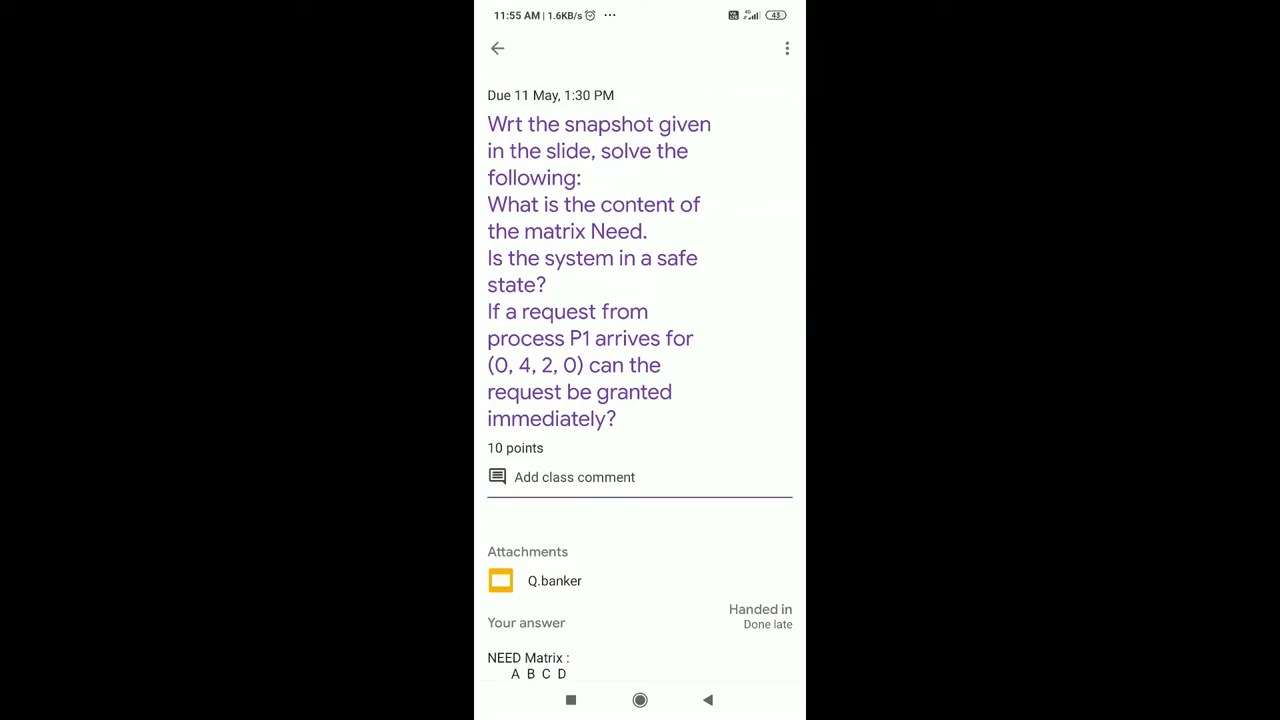 11:55 AM | 1.6KB/s ...
4G 43
Due 11 May, 1:30 PM
Wrt the snapshot given
in the slide, solve the
following:
What is the content of
the matrix Need.
Is the system in a safe
state?
If a request from
process P1 arrives for
(0, 4, 2, 0) can the
request be granted
immediately?
10 points
Add class comment
Attachments
Q.banker
Handed in
Your answer
Done late
NEED Matrix :
A B C D